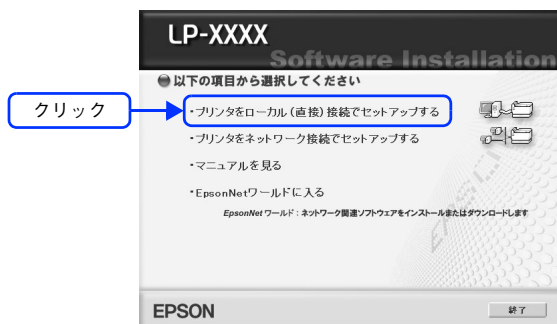 LP-XXXX
Software Installation
以下の項目から選択してください
クリック
・プリンタをローカル（直接）接続でセットアップする
・プリンタをネットワーク接続でセットアップする
・マニュアルを見る
・EpsonNetワールドに入る
EpsonNet ワールド：ネットワーク関連ソフトウェアをインストールまたはダウンロードします
EPSON
EPSON
終了